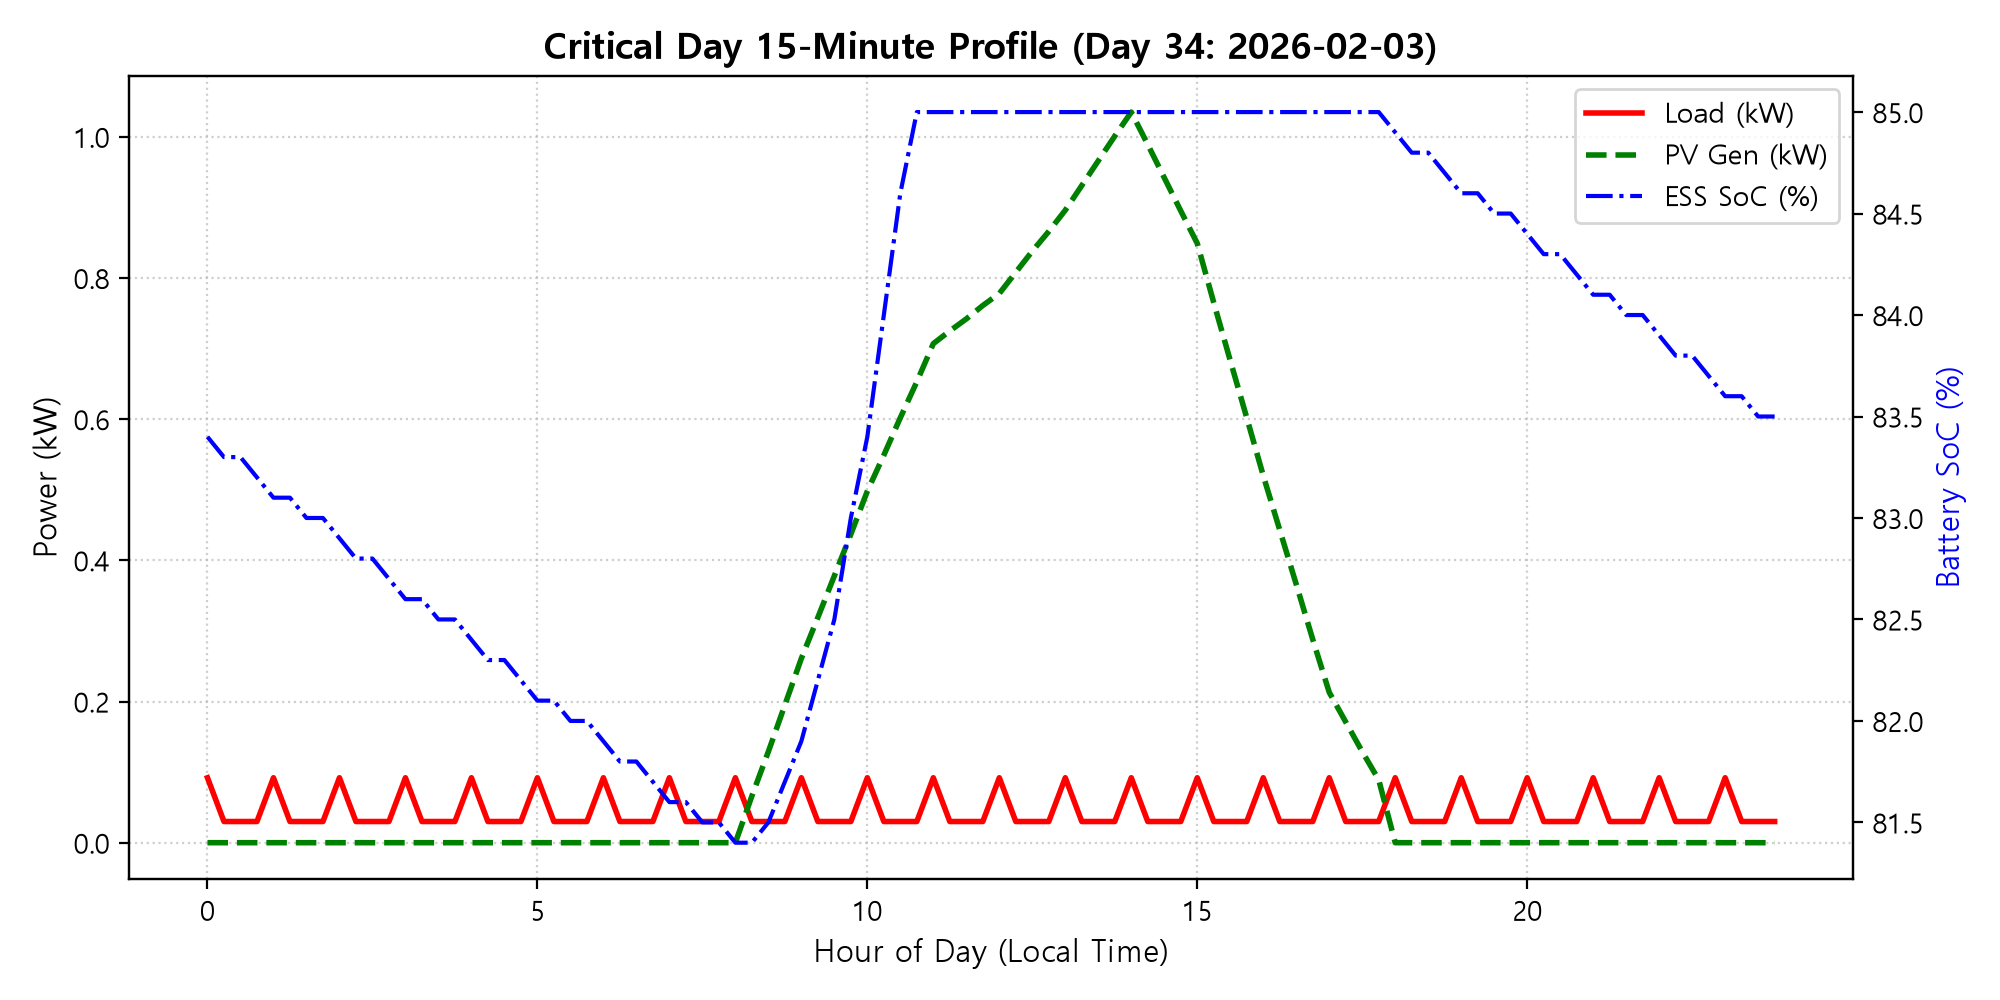 Critical Day 15-Minute Profile (Day 34: 2026-02-03)
Load (kW)
PV Gen (kW)
ESS SoC (%)
Power (kW)
1.0
0.8
0.6
0.4
0.2
0.0
85.0
84.5
84.0
83.5
83.0
82.5
82.0
81.5
Battery SoC (%)
0 5 10 15 20
Hour of Day (Local Time)